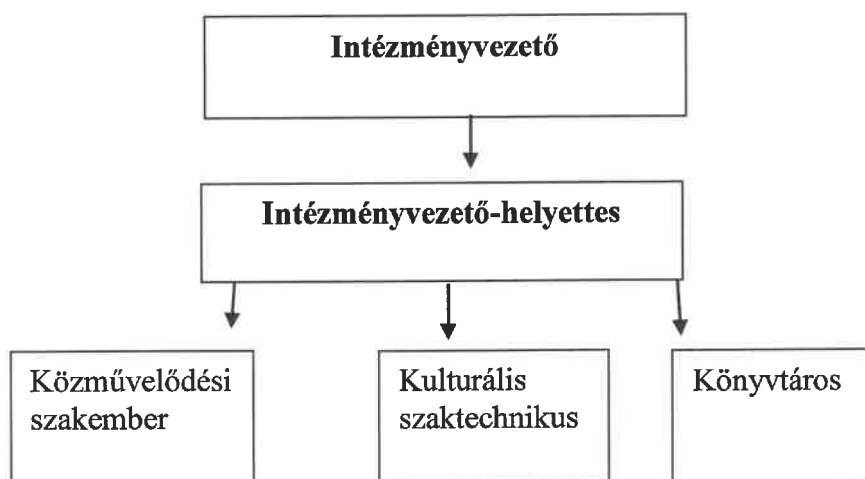 Intézményvezető
Intézményvezető-helyettes
Közművelődési
szakember
Kulturális
szaktechnikus
Könyvtáros